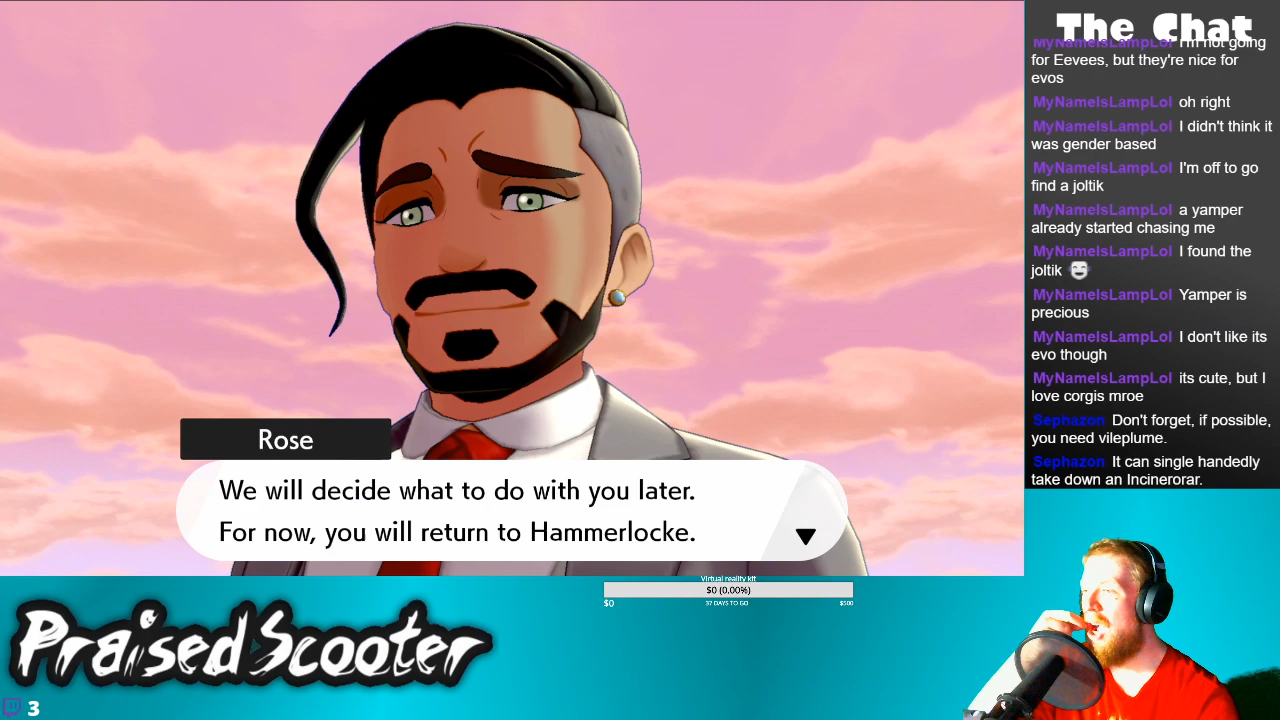 Rose
We will decide what to do with you later.
For now, you will return to Hammerlocke.
The Chat
MyNameIsLampLol I'm not going
for Eevees, but they're nice for
evos
MyNameIsLampLol oh right
MyNameIsLampLol I didn't think it
was gender based
MyNameIsLampLol I'm off to go
find a joltik
MyNameIsLampLol a yamper
already started chasing me
MyNameIsLampLol I found the
joltik
MyNameIsLampLol Yamper is
precious
MyNameIsLampLol I don't like its
evo though
MyNameIsLampLol its cute, but I
love corgis mroe
Sephazon Don't forget, if possible,
you need vileplume.
Sephazon It can single handedly
take down an Incinerorar.
Virtual reality kit
$0 (0.00%)
$0 37 DAYS TO GO $500
PraisedScooter
3